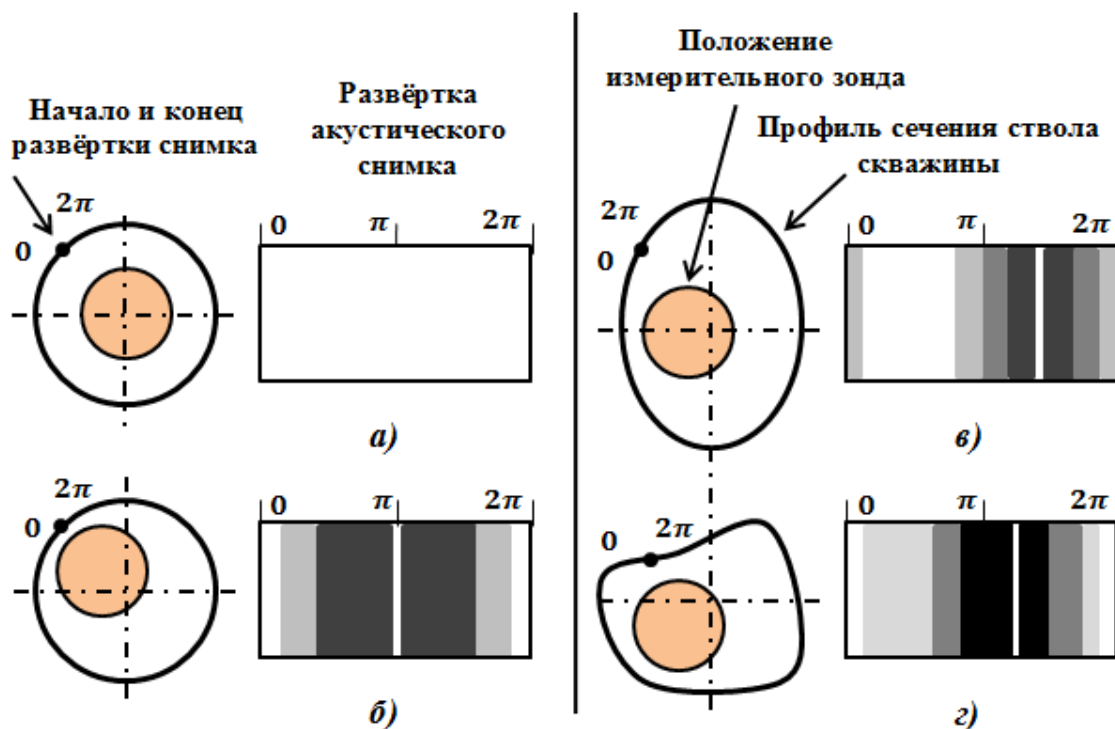 Начало и конец
развёртки снимка
Развёртка
акустического
снимка
2π
0
0 π 2π
а)
2π
0
0 π 2π
б)
Положение
измерительного зонда
Профиль сечения ствола
скважины
2π
0
0 π 2π
в)
0 2π
0 π 2π
г)